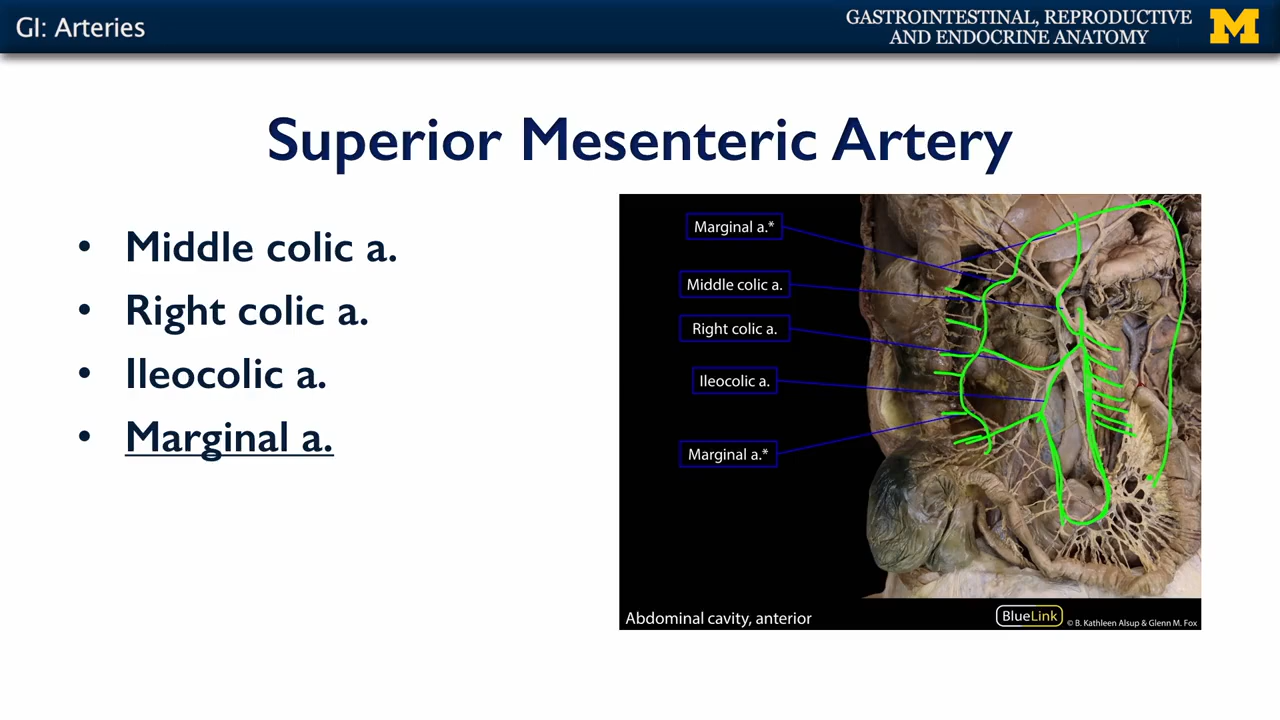 GI: Arteries
GASTROINTESTINAL, REPRODUCTIVE
AND ENDOCRINE ANATOMY
M
Superior Mesenteric Artery
• Middle colic a.
• Right colic a.
• Ileocolic a.
• Marginal a.
Marginal a.*
Middle colic a.
Right colic a.
Ileocolic a.
Marginal a.*
Abdominal cavity, anterior
BlueLink
© B. Kathleen Alsup & Glenn M. Fox